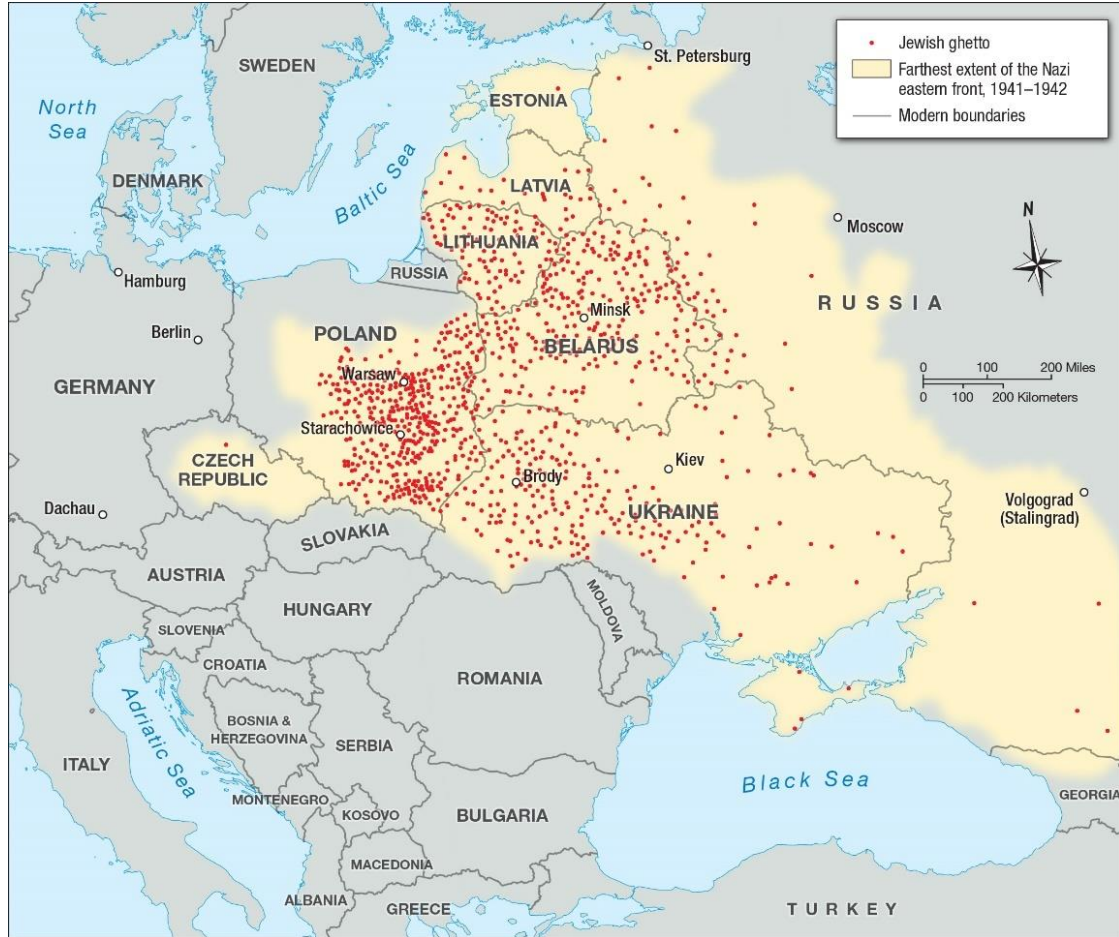 Jewish ghetto
Farthest extent of the Nazi
eastern front, 1941–1942
Modern boundaries
St. Petersburg
SWEDEN
North
Sea
ESTONIA
DENMARK
Baltic Sea
LATVIA
Moscow
N
LITHUANIA
RUSSIA
Hamburg
RUSSIA
Minsk
POLAND
Berlin
BELARUS
0 100 200 Miles
0 100 200 Kilometers
Warsaw
GERMANY
Starachowice
CZECH
REPUBLIC
Kiev
Brody
Volgograd
(Stalingrad)
UKRAINE
Dachau
SLOVAKIA
AUSTRIA
HUNGARY
MOLDOVA
SLOVENIA
CROATIA
ROMANIA
BOSNIA &
HERZEGOVINA
Adriatic Sea
SERBIA
ITALY
Black Sea
GEORGIA
MONTENEGRO
KOSOVO
BULGARIA
MACEDONIA
ALBANIA
GREECE
TURKEY